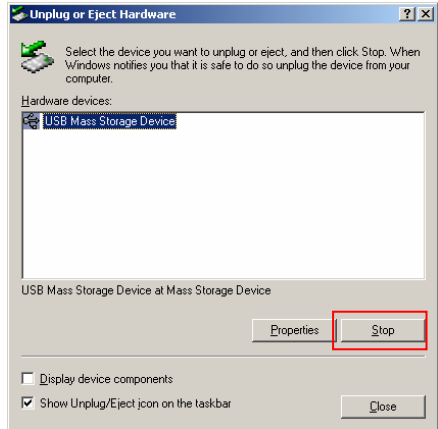 Unplug or Eject Hardware
Select the device you want to unplug or eject, and then click Stop. When
Windows notifies you that it is safe to do so unplug the device from your
computer.
Hardware devices:
USB Mass Storage Device
USB Mass Storage Device at Mass Storage Device
Properties
Stop
Display device components
Show Unplug/Eject icon on the taskbar
Close